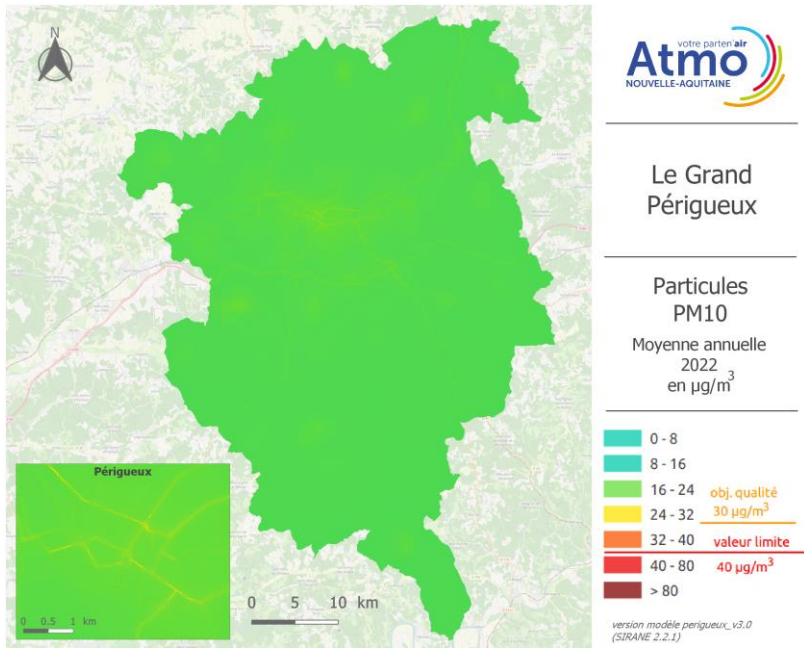 N
votre parten'air
Atmo
NOUVELLE-AQUITAINE
Le Grand
Périgueux
Particules
PM10
Moyenne annuelle
2022
en µg/m³
0 - 8
8 - 16
16 - 24
24 - 32
32 - 40
40 - 80
> 80
obj. qualité
30 µg/m³
valeur limite
40 µg/m³
version modèle perigueux_v3.0
(SIRANE 2.2.1)
Périgueux
0 0.5 1 km
0 5 10 km